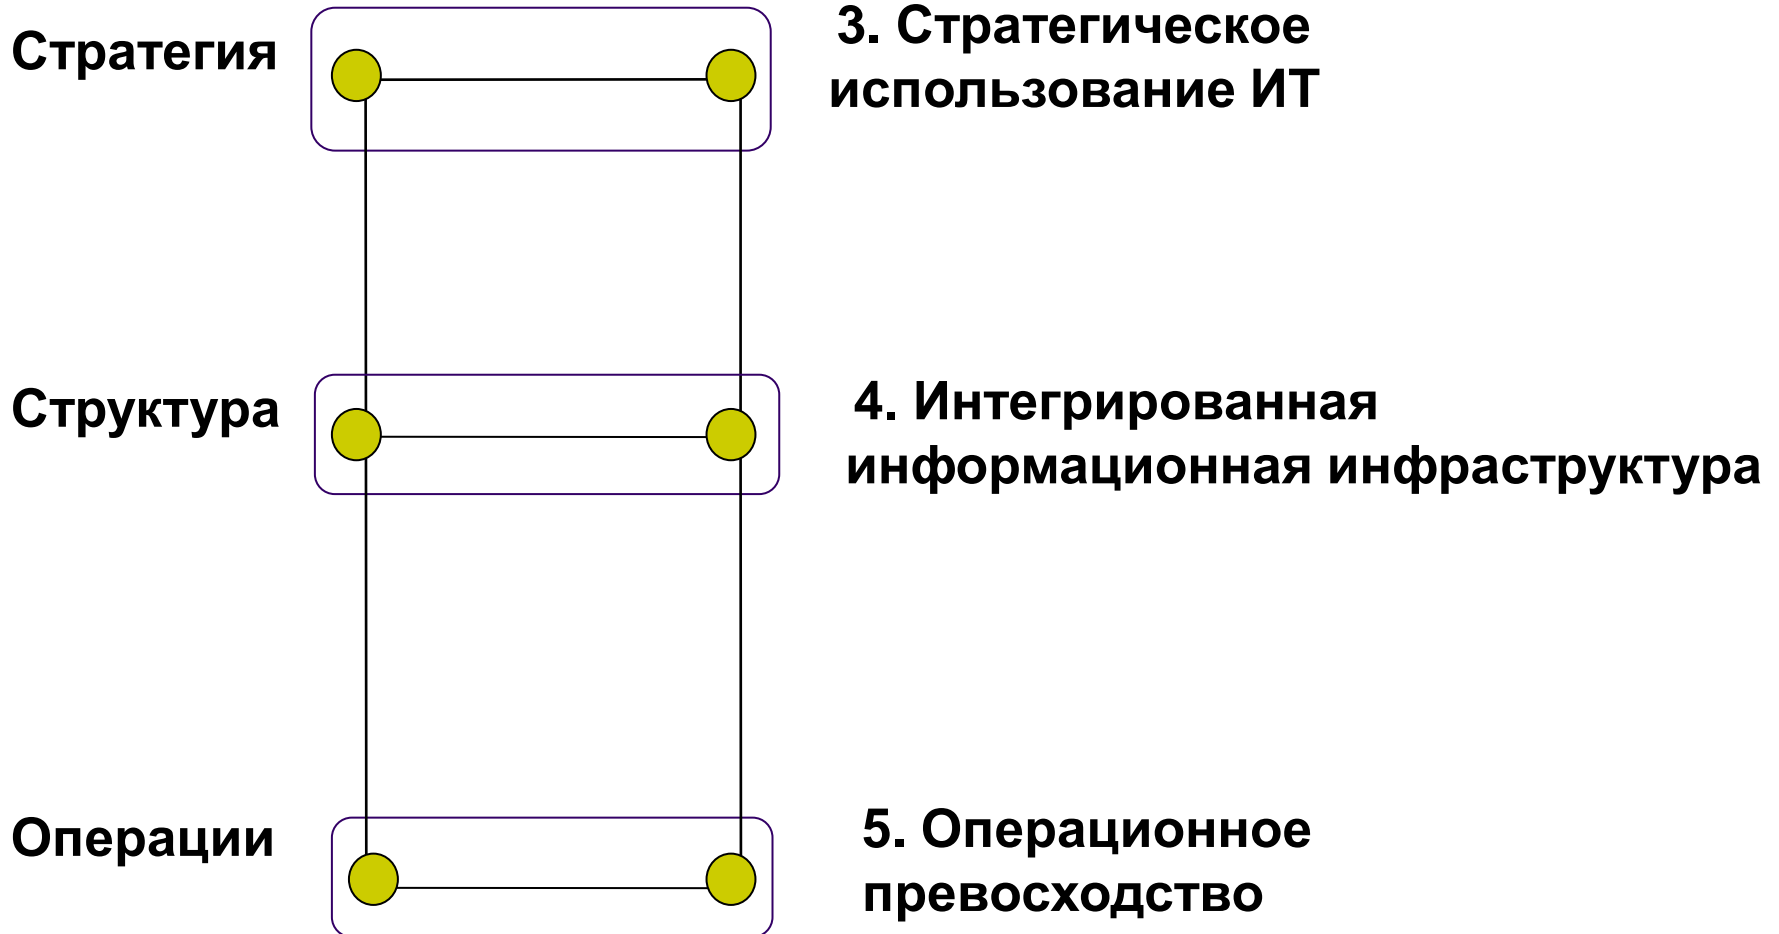 Стратегия
3. Стратегическое
использование ИТ
Структура
4. Интегрированная
информационная инфраструктура
Операции
5. Операционное
превосходство